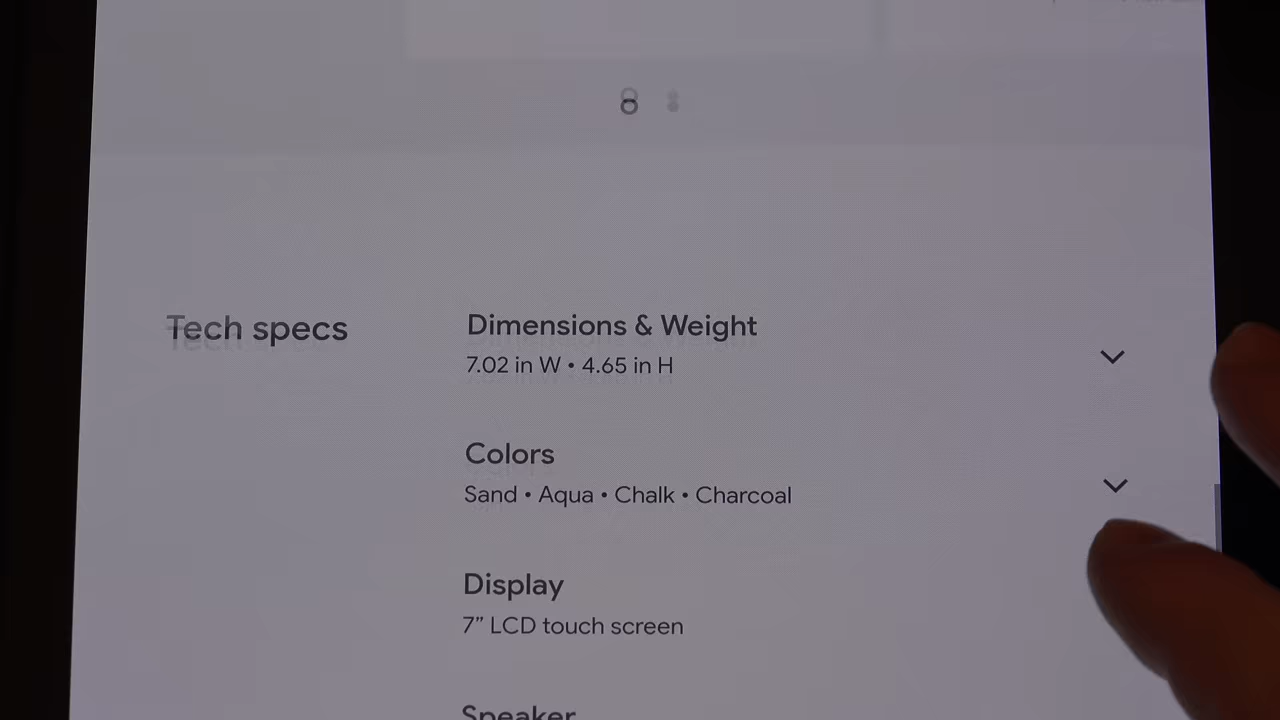 Tech specs
Dimensions & Weight
7.02 in W • 4.65 in H
Colors
Sand • Aqua • Chalk • Charcoal
Display
7” LCD touch screen
Speaker